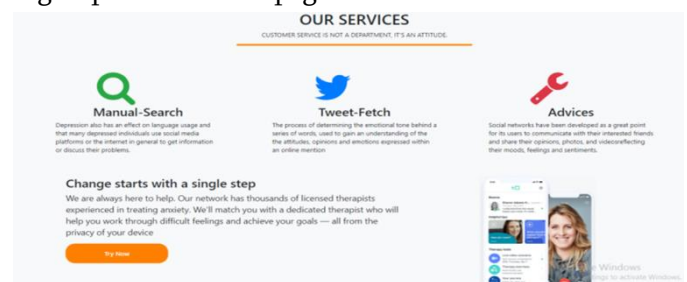 OUR SERVICES
CUSTOMER SERVICE IS NOT A DEPARTMENT, IT'S AN ATTITUDE.
Manual-Search
Depression also has an effect on language usage and
that many depressed individuals use social media
platforms or the internet in general to get information
or discuss their problems.
Tweet-Fetch
The process of determining the emotional tone behind a
series of words, used to gain an understanding of the
the attitudes, opinions and emotions expressed within
an online mention
Advices
Social networks have been developed as a great point
for its users to communicate with their interested friends
and share their opinions, photos, and videoreflecting
their moods, feelings and sentiments.
Change starts with a single step
We are always here to help. Our network has thousands of licensed therapists
experienced in treating anxiety. We'll match you with a dedicated therapist who will
help you work through difficult feelings and achieve your goals — all from the
privacy of your device
Try Now
Windows
to activate Windows.